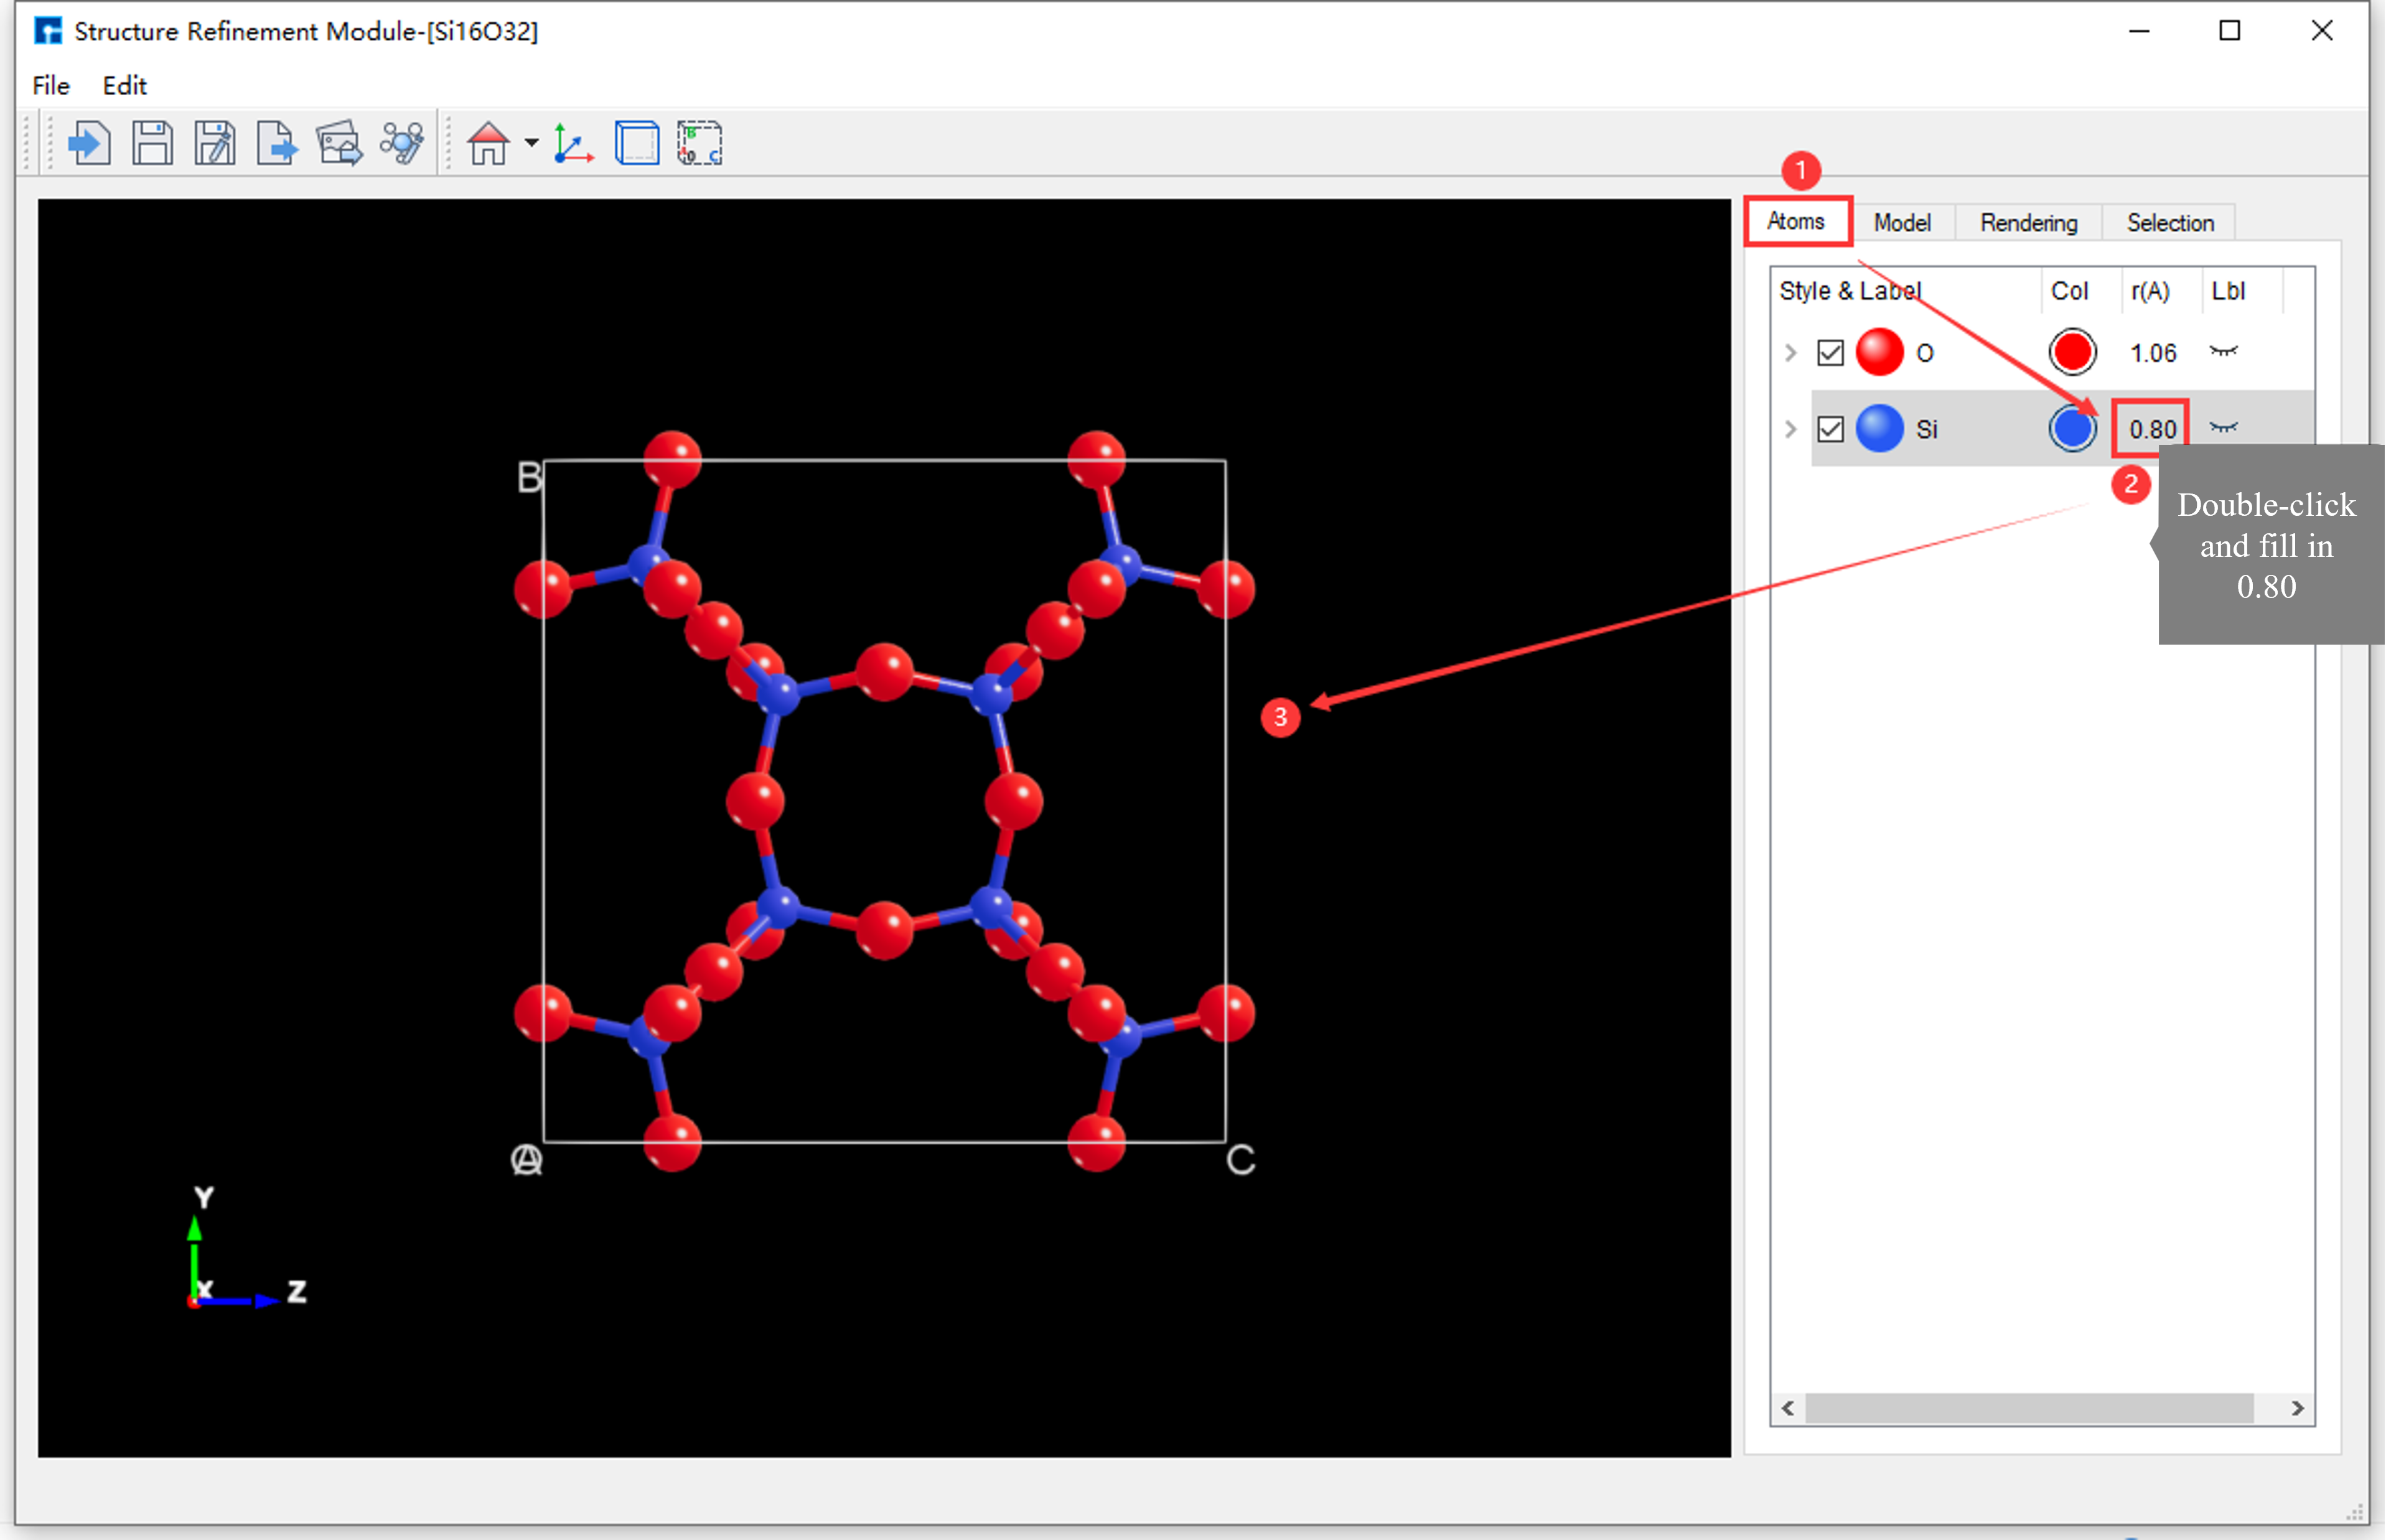 Structure Refinement Module-[Si16O32]
File Edit
B
O C
1
Atoms Model Rendering Selection
Style & Label Col r(A) Lbl
O 1.06
Si 0.80
2
Double-click
and fill in
0.80
3
B
O A C
Y
X Z